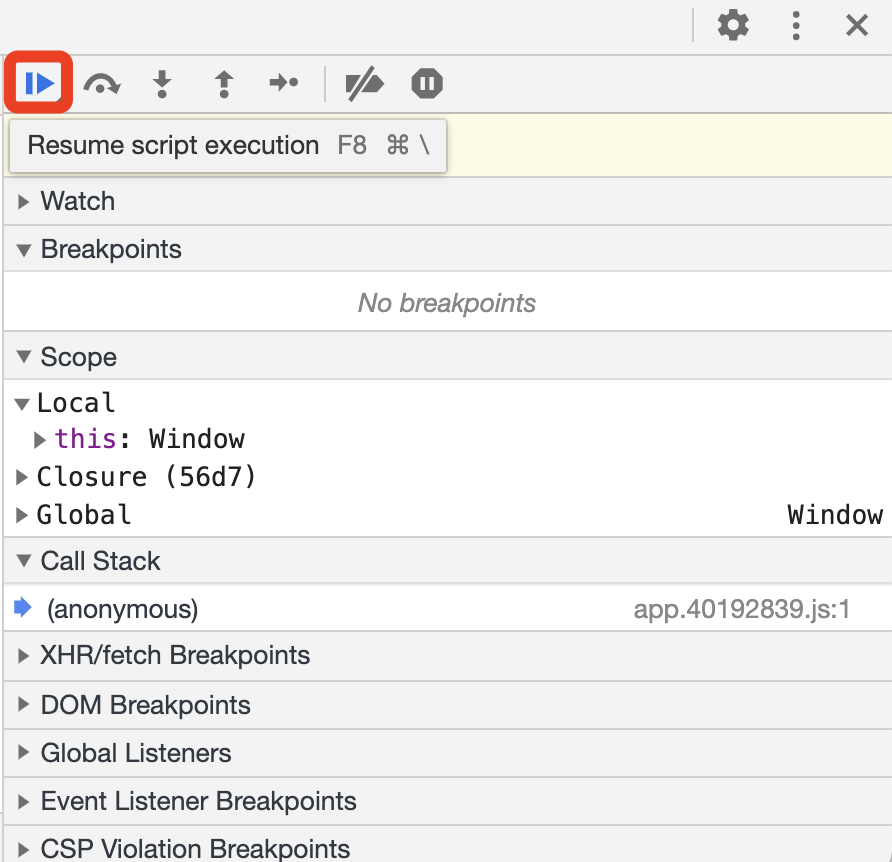 Resume script execution F8 ⌘ \
Watch
Breakpoints
No breakpoints
Scope
Local
this: Window
Closure (56d7)
Global Window
Call Stack
(anonymous) app.40192839.js:1
XHR/fetch Breakpoints
DOM Breakpoints
Global Listeners
Event Listener Breakpoints
CSP Violation Breakpoints